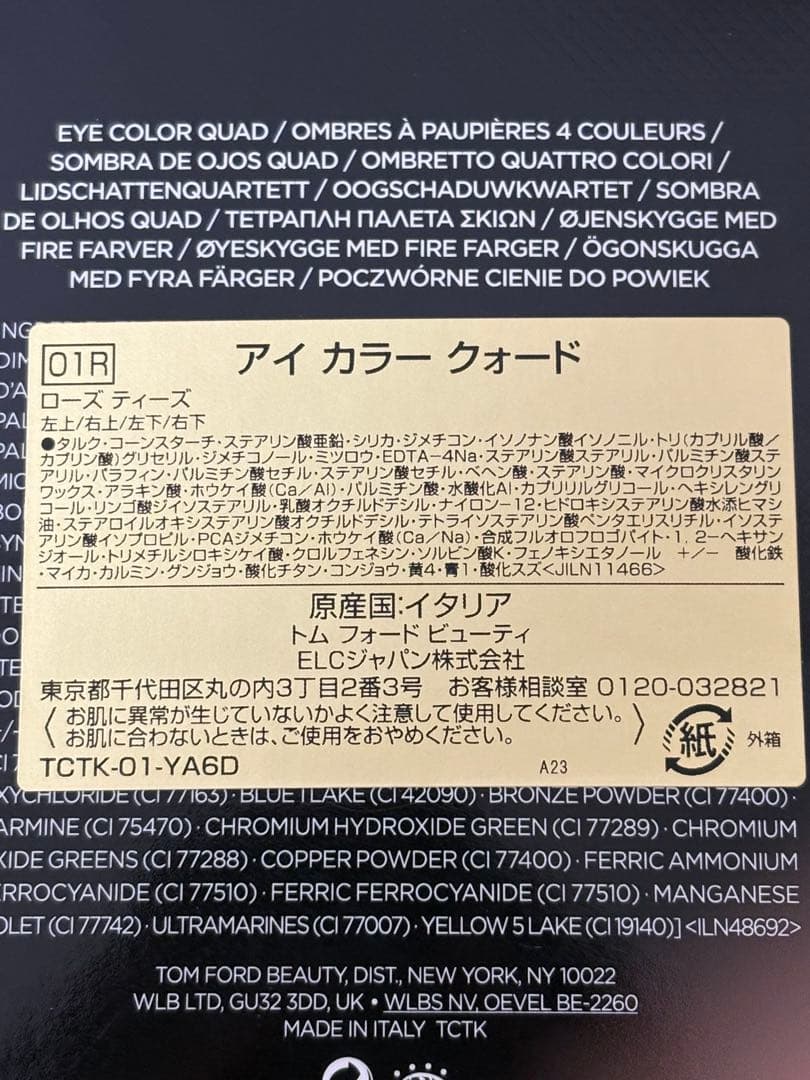 EYE COLOR QUAD / OMBRES À PAUPIÈRES 4 COULEURS /
SOMBRA DE OJOS QUAD / OMBRETTO QUATTRO COLORI /
LIDSCHATTENQUARTETT / OOGSCHADUWKWARTET / SOMBRA
DE OLHOS QUAD / ΤΕΤΡΑΠΛΗ ΠΑΛΕΤΑ ΣΚΙΩΝ / ØJENSKYGGE MED
FIRE FARVER / ØYESKYGGE MED FIRE FARGER / ÖGONSKUGGA
MED FYRA FÄRGER / POCZWÓRNE CIENIE DO POWIEK
01R アイ カラー クォード
ローズ ティーズ
左上/右上/左下/右下
●タルク・コーンスターチ・ステアリン酸亜鉛・シリカ・ジメチコン・イソノナン酸イソノニル・トリ(カプリル酸/
カプリン酸)グリセリル・ジメチコノール・ミツロウ・EDTA-4Na・ステアリン酸ステアリル・パルミチン酸ステ
アリル・パラフィン・パルミチン酸セチル・ステアリン酸セチル・ベヘン酸・ステアリン酸・マイクロクリスタリン
ワックス・アラキン酸・ホウケイ酸(Ca/Al)・パルミチン酸・水酸化Al・カプリリルグリコール・ヘキシレングリ
コール・リンゴ酸ジイソステアリル・乳酸オクチルドデシル・ナイロン-12・ヒドロキシステアリン酸水添ヒマシ
油・ステアロイルオキシステアリン酸オクチルドデシル・テトライソステアリン酸ペンタエリスリチル・イソステ
アリン酸イソプロピル・PCAジメチコン・ホウケイ酸(Ca/Na)・合成フルオロフロゴパイト・1,2-ヘキサン
ジオール・トリメチルシロキシケイ酸・クロルフェネシン・ソルビン酸K・フェノキシエタノール +/- 酸化鉄
・マイカ・カルミン・グンジョウ・酸化チタン・コンジョウ・黄4・青1・酸化スズ<JILN11466>
原産国:イタリア
トム フォード ビューティ
ELCジャパン株式会社
東京都千代田区丸の内3丁目2番3号 お客様相談室 0120-032821
〈お肌に異常が生じていないかよく注意して使用してください。
お肌に合わないときは、ご使用をおやめください。〉
紙 外箱
TCTK-01-YA6D A23
XYCHLORIDE (CI 77163)· BLUE 1 LAKE (CI 42090)· BRONZE POWDER (CI 77400)·
ARMINE (CI 75470)· CHROMIUM HYDROXIDE GREEN (CI 77289)· CHROMIUM
XIDE GREENS (CI 77288)· COPPER POWDER (CI 77400)· FERRIC AMMONIUM
ERROCYANIDE (CI 77510)· FERRIC FERROCYANIDE (CI 77510)· MANGANESE
OLET (CI 77742)· ULTRAMARINES (CI 77007)· YELLOW 5 LAKE (CI 19140)] <ILN48692>
TOM FORD BEAUTY, DIST., NEW YORK, NY 10022
WLB LTD, GU32 3DD, UK • WLBS NV, OEVEL BE-2260
MADE IN ITALY TCTK